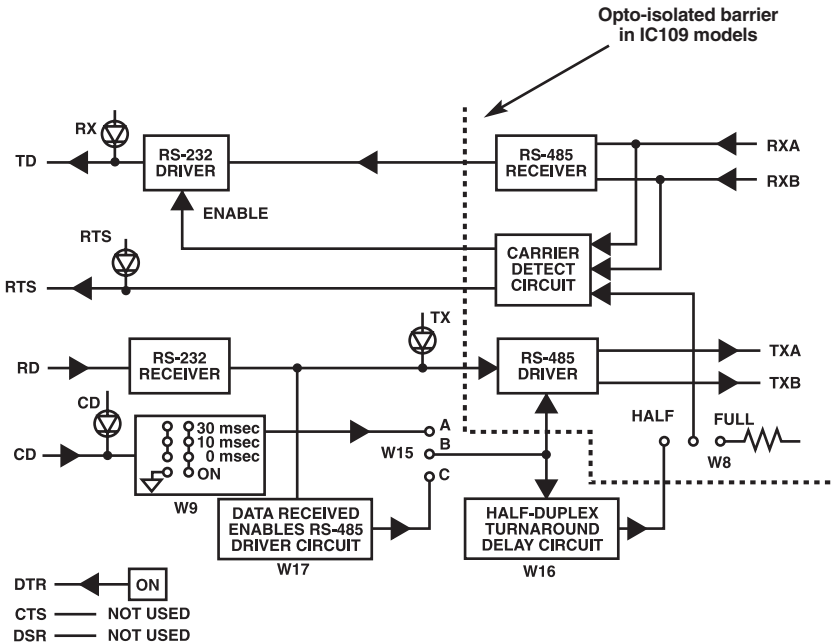 Opto-isolated barrier
in IC109 models
RX
TD
RS-232
DRIVER
RS-485
RECEIVER
RXA
RXB
ENABLE
RTS
RTS
CARRIER
DETECT
CIRCUIT
TX
RD
RS-232
RECEIVER
RS-485
DRIVER
TXA
TXB
CD
CD
30 msec
10 msec
0 msec
ON
W9
A
B
C
W15
HALF
FULL
W8
DATA RECEIVED
ENABLES RS-485
DRIVER CIRCUIT
W17
HALF-DUPLEX
TURNAROUND
DELAY CIRCUIT
W16
DTR
ON
CTS NOT USED
DSR NOT USED